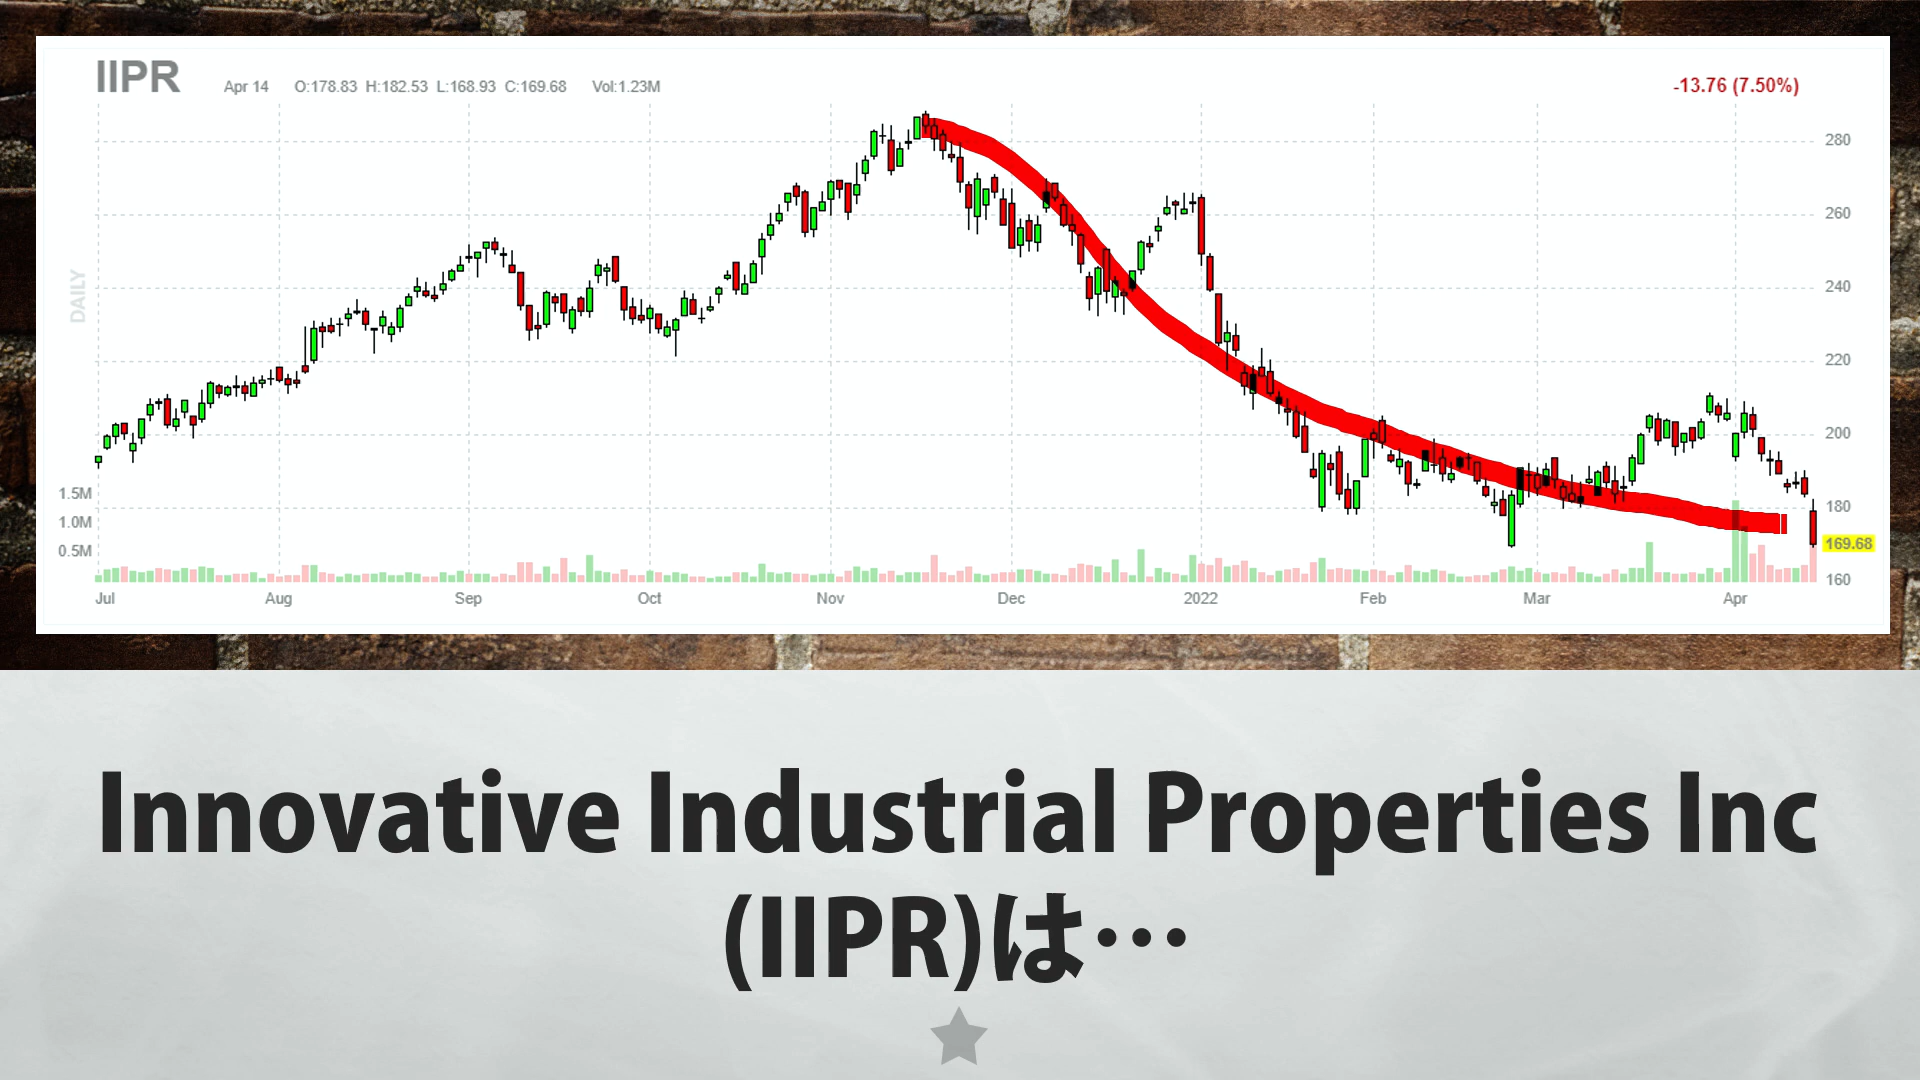 IIPR Apr 14 O:178.83 H:182.53 L:168.93 C:169.68 Vol:1.23M -13.76 (7.50%)
280
260
240
DAILY
220
200
1.5M
180
1.0M
169.68
0.5M
160
Jul Aug Sep Oct Nov Dec 2022 Feb Mar Apr
Innovative Industrial Properties Inc
(IIPR)は…